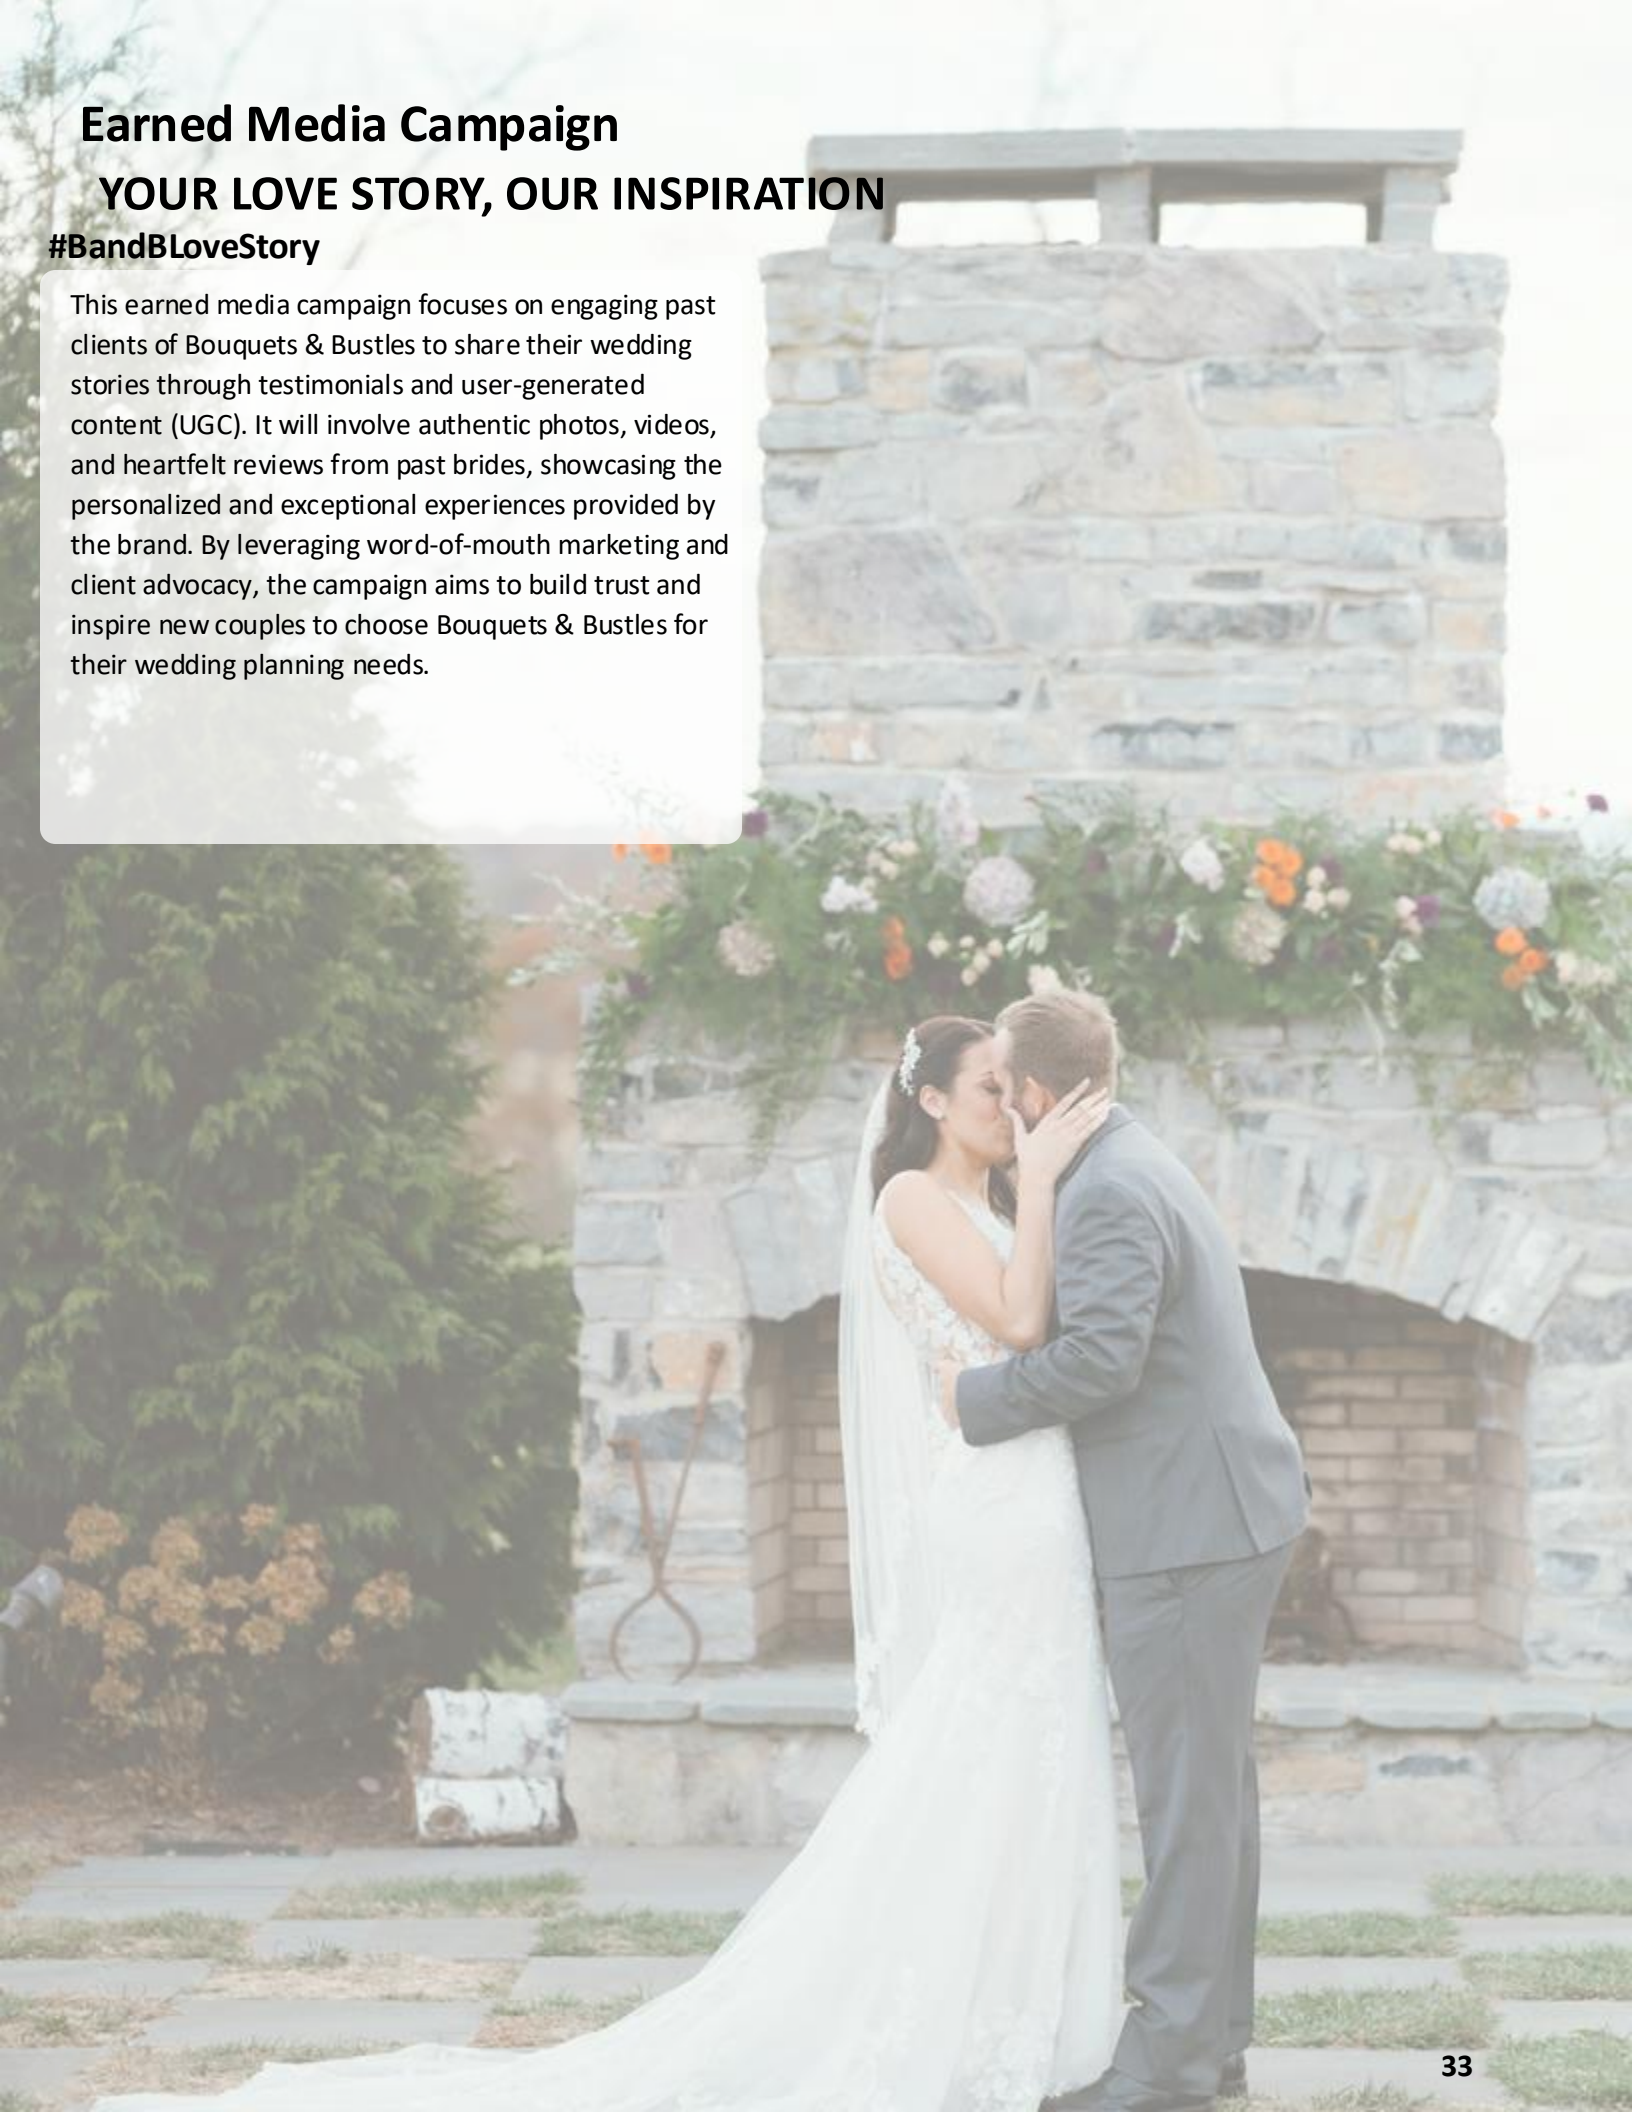 Earned Media Campaign
YOUR LOVE STORY, OUR INSPIRATION
#BandBLoveStory
This earned media campaign focuses on engaging past
clients of Bouquets & Bustles to share their wedding
stories through testimonials and user-generated
content (UGC). It will involve authentic photos, videos,
and heartfelt reviews from past brides, showcasing the
personalized and exceptional experiences provided by
the brand. By leveraging word-of-mouth marketing and
client advocacy, the campaign aims to build trust and
inspire new couples to choose Bouquets & Bustles for
their wedding planning needs.
33